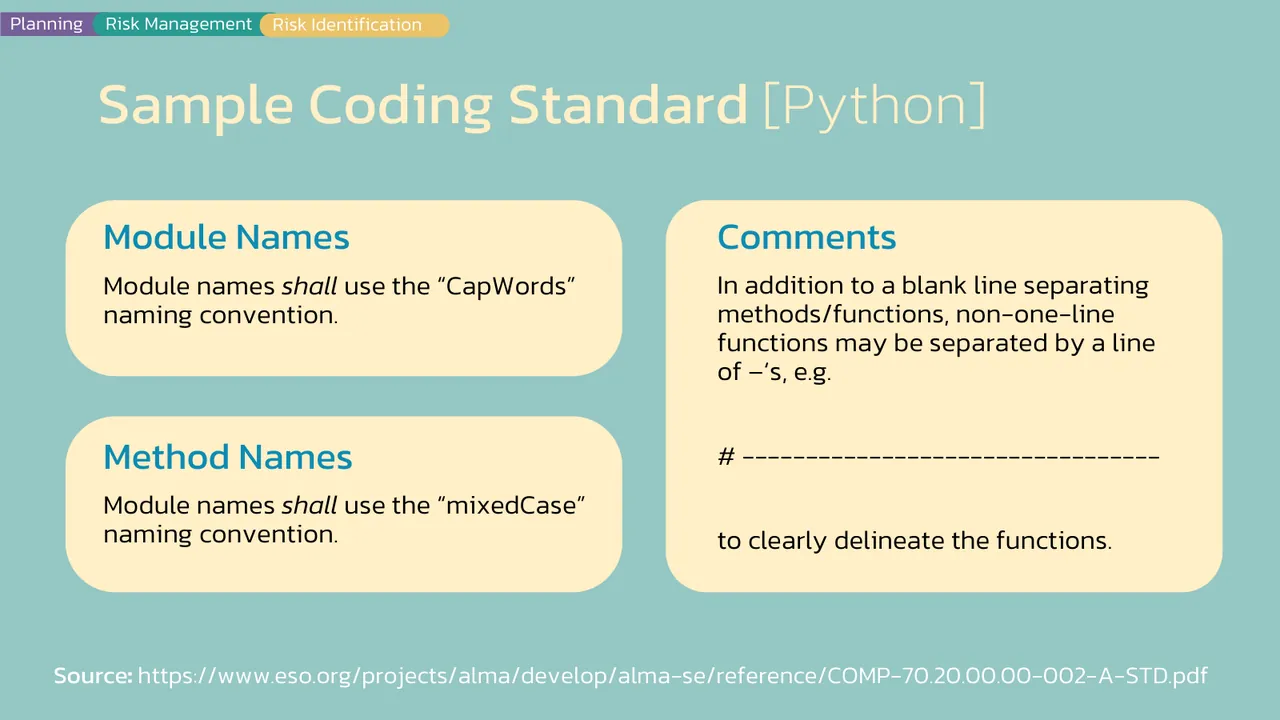 Planning Risk Management Risk Identification
Sample Coding Standard [Python]
Module Names
Module names shall use the “CapWords”
naming convention.
Method Names
Module names shall use the “mixedCase”
naming convention.
Comments
In addition to a blank line separating
methods/functions, non-one-line
functions may be separated by a line
of –’s, e.g.
# ---------------------------------
to clearly delineate the functions.
Source: https://www.eso.org/projects/alma/develop/alma-se/reference/COMP-70.20.00.00-002-A-STD.pdf